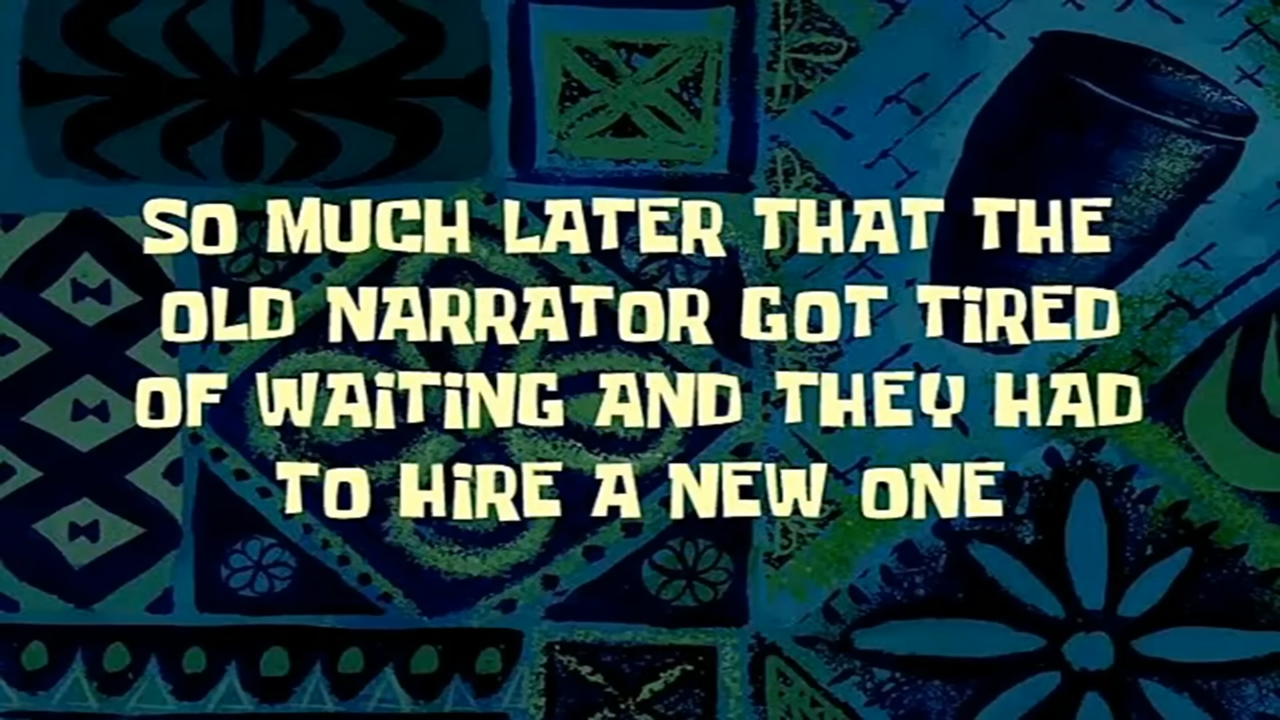 SO MUCH LATER THAT THE
OLD NARRATOR GOT TiRED
OF WAiTiNG AND THEY HAD
TO HiRE A NEW ONE